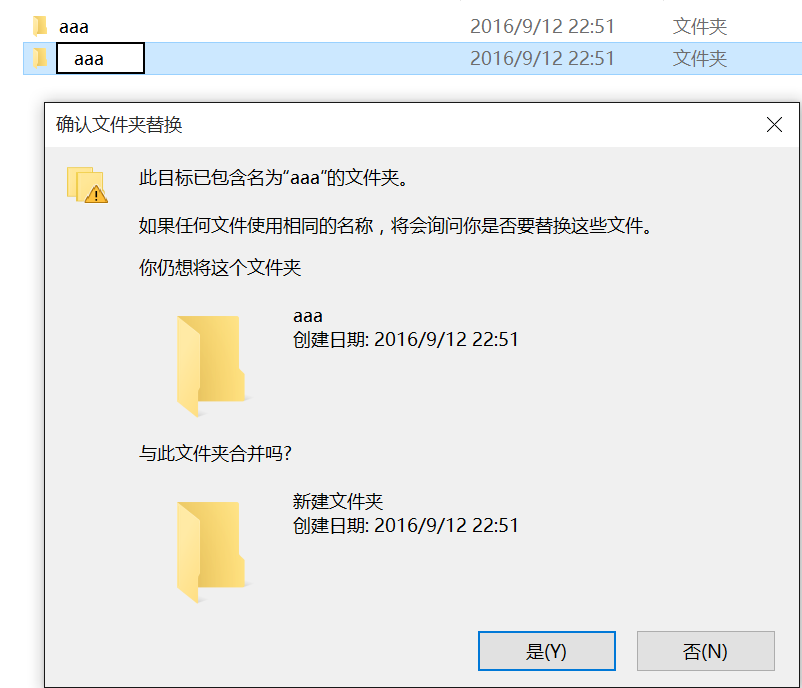 aaa 2016/9/12 22:51 文件夹
aaa 2016/9/12 22:51 文件夹
确认文件夹替换
此目标已包含名为“aaa”的文件夹。
如果任何文件使用相同的名称，将会询问你是否要替换这些文件。
你仍想将这个文件夹
aaa
创建日期: 2016/9/12 22:51
与此文件夹合并吗?
新建文件夹
创建日期: 2016/9/12 22:51
是(Y) 否(N)